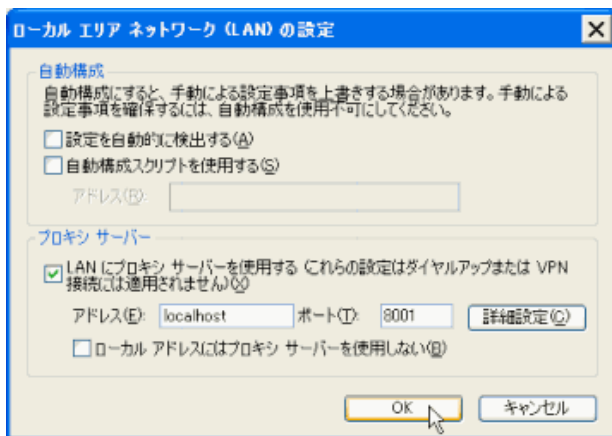 ローカル エリア ネットワーク (LAN) の設定
自動構成
自動構成にすると、手動による設定事項を上書きする場合があります。手動による
設定事項を確保するには、自動構成を使用不可にしてください。
設定を自動的に検出する(A)
自動構成スクリプトを使用する(S)
アドレス(R):
プロキシ サーバー
LAN にプロキシ サーバーを使用する (これらの設定はダイヤルアップまたは VPN
接続には適用されません)(X)
アドレス(E): localhost ポート(T): 8001 詳細設定(C)
ローカル アドレスにはプロキシ サーバーを使用しない(B)
OK キャンセル